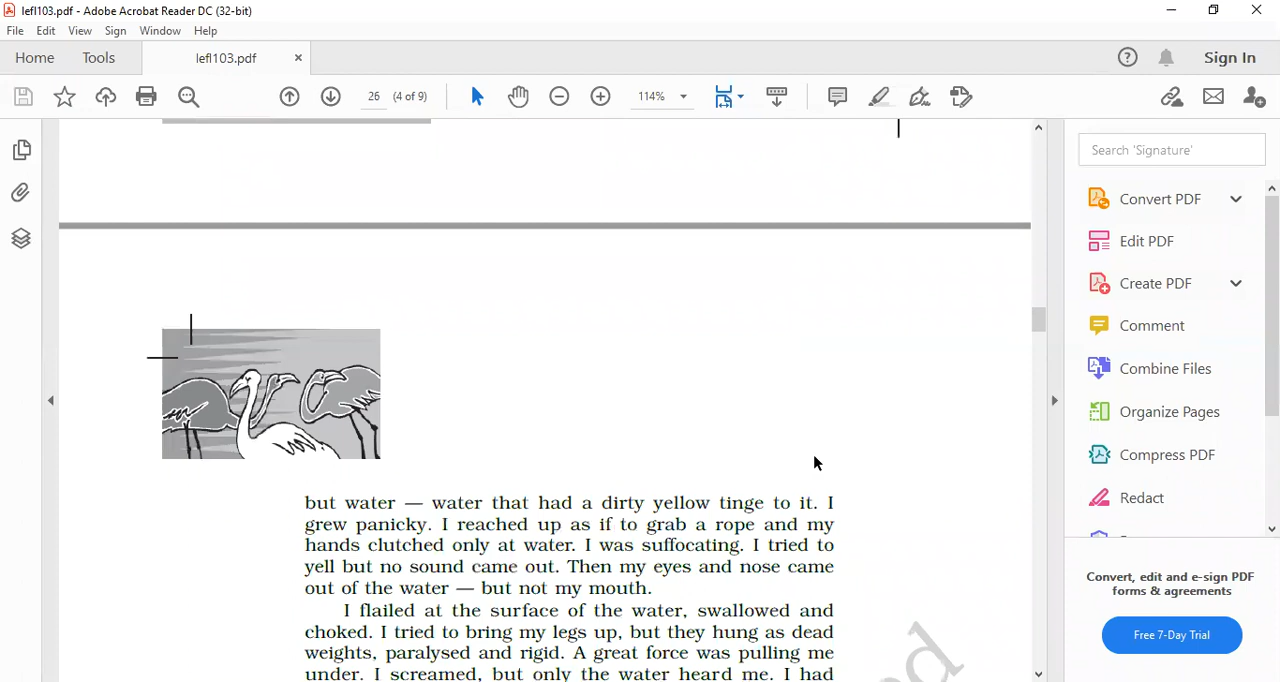 lefl103.pdf - Adobe Acrobat Reader DC (32-bit)
File Edit View Sign Window Help
Home Tools lefl103.pdf × Sign In
26 (4 of 9) 114%
Search 'Signature'
Convert PDF
Edit PDF
Create PDF
Comment
Combine Files
Organize Pages
Compress PDF
Redact
Convert, edit and e-sign PDF
forms & agreements
Free 7-Day Trial
but water — water that had a dirty yellow tinge to it. I
grew panicky. I reached up as if to grab a rope and my
hands clutched only at water. I was suffocating. I tried to
yell but no sound came out. Then my eyes and nose came
out of the water — but not my mouth.
I flailed at the surface of the water, swallowed and
choked. I tried to bring my legs up, but they hung as dead
weights, paralysed and rigid. A great force was pulling me
under. I screamed, but only the water heard me. I had